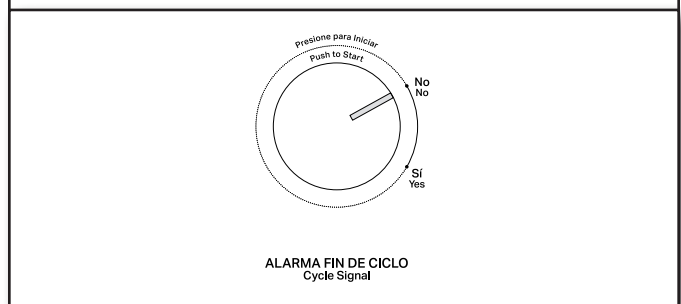 Presione para Iniciar
Push to Start
No
No
Sí
Yes
ALARMA FIN DE CICLO
Cycle Signal